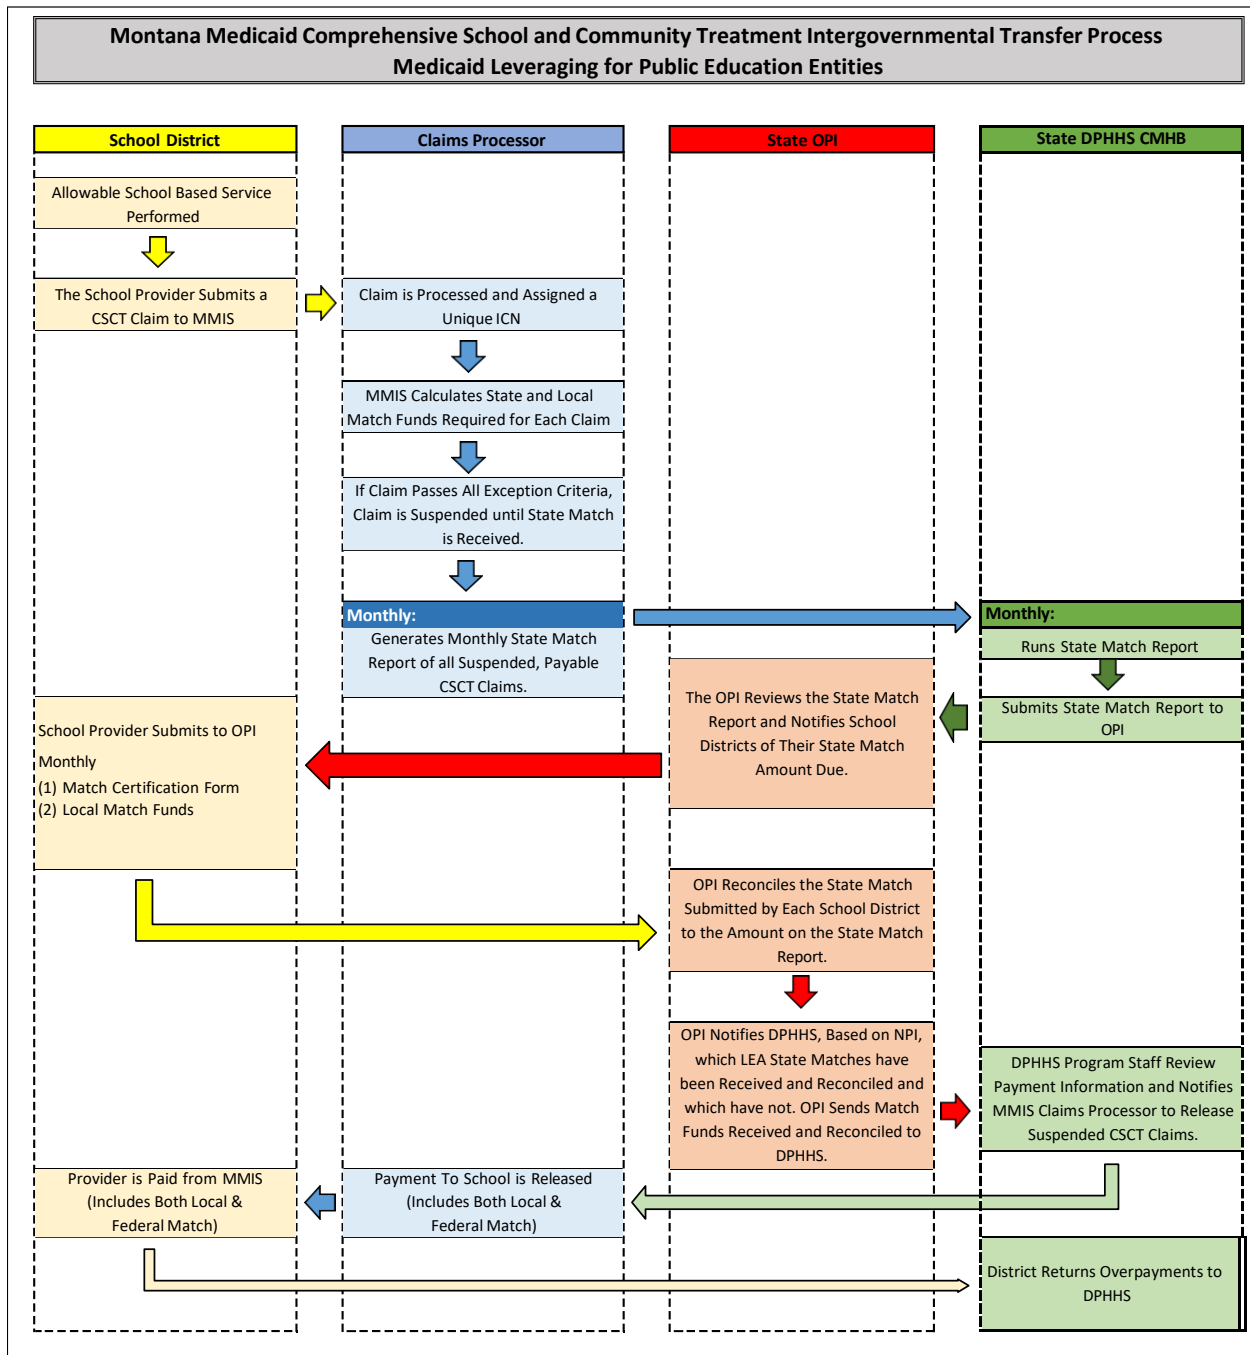 Montana Medicaid Comprehensive School and Community Treatment Intergovernmental Transfer Process
Medicaid Leveraging for Public Education Entities
School District
Claims Processor
State OPI
State DPHHS CMHB
Allowable School Based Service
Performed
The School Provider Submits a
CSCT Claim to MMIS
Claim is Processed and Assigned a
Unique ICN
MMIS Calculates State and Local
Match Funds Required for Each Claim
If Claim Passes All Exception Criteria,
Claim is Suspended until State Match
is Received.
Monthly:
Generates Monthly State Match
Report of all Suspended, Payable
CSCT Claims.
Monthly:
Runs State Match Report
Submits State Match Report to
OPI
The OPI Reviews the State Match
Report and Notifies School
Districts of Their State Match
Amount Due.
School Provider Submits to OPI
Monthly
(1) Match Certification Form
(2) Local Match Funds
OPI Reconciles the State Match
Submitted by Each School District
to the Amount on the State Match
Report.
OPI Notifies DPHHS, Based on NPI,
which LEA State Matches have
been Received and Reconciled and
which have not. OPI Sends Match
Funds Received and Reconciled to
DPHHS.
DPHHS Program Staff Review
Payment Information and Notifies
MMIS Claims Processor to Release
Suspended CSCT Claims.
Payment To School is Released
(Includes Both Local &
Federal Match)
Provider is Paid from MMIS
(Includes Both Local &
Federal Match)
District Returns Overpayments to
DPHHS